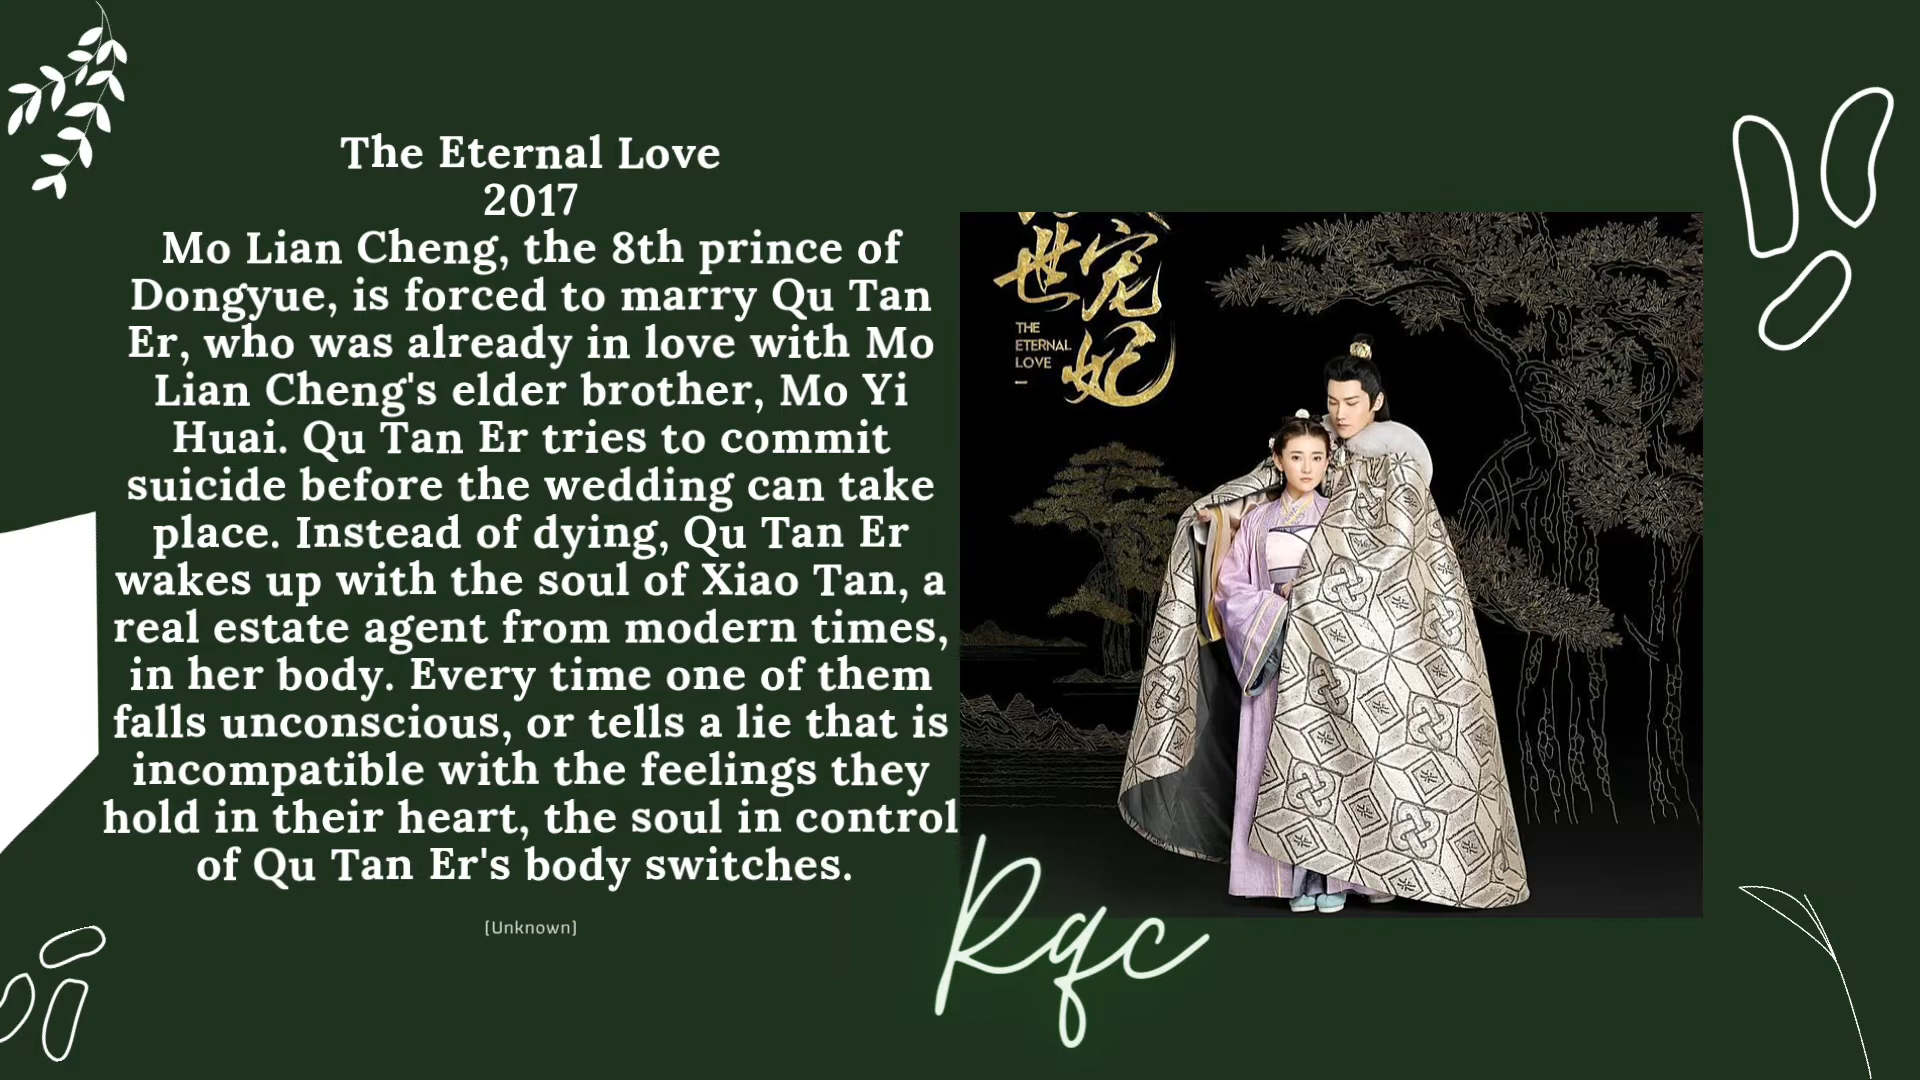 The Eternal Love
2017
Mo Lian Cheng, the 8th prince of
Dongyue, is forced to marry Qu Tan
Er, who was already in love with Mo
Lian Cheng's elder brother, Mo Yi
Huai. Qu Tan Er tries to commit
suicide before the wedding can take
place. Instead of dying, Qu Tan Er
wakes up with the soul of Xiao Tan, a
real estate agent from modern times,
in her body. Every time one of them
falls unconscious, or tells a lie that is
incompatible with the feelings they
hold in their heart, the soul in control
of Qu Tan Er's body switches.
[Unknown]
世宠
妃
THE
ETERNAL
LOVE
Rqc